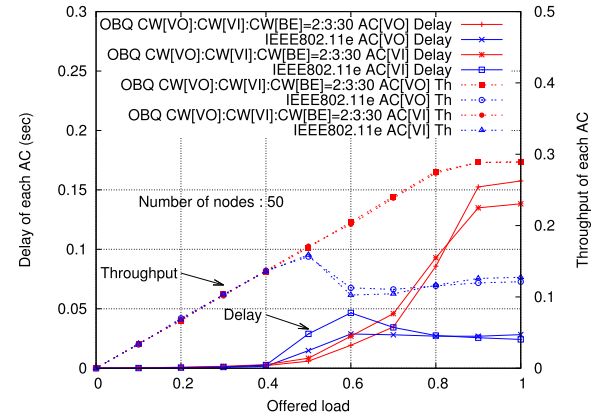 OBQ CW[VO]:CW[VI]:CW[BE]=2:3:30 AC[VO] Delay
IEEE802.11e AC[VO] Delay
OBQ CW[VO]:CW[VI]:CW[BE]=2:3:30 AC[VI] Delay
IEEE802.11e AC[VI] Delay
OBQ CW[VO]:CW[VI]:CW[BE]=2:3:30 AC[VO] Th
IEEE802.11e AC[VO] Th
OBQ CW[VO]:CW[VI]:CW[BE]=2:3:30 AC[VI] Th
IEEE802.11e AC[VI] Th
Number of nodes : 50
Throughput
Delay
Delay of each AC (sec)
0.3
0.25
0.2
0.15
0.1
0.05
0
Throughput of each AC
0.5
0.4
0.3
0.2
0.1
0
0 0.2 0.4 0.6 0.8 1
Offered load